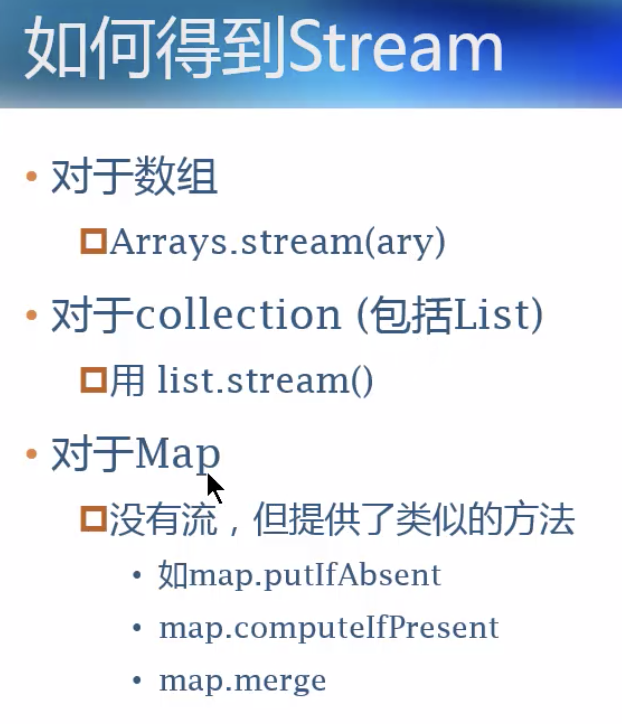 如何得到Stream
对于数组
Arrays.stream(ary)
对于collection (包括List)
用 list.stream()
对于Map
没有流，但提供了类似的方法
如map.putIfAbsent
map.computeIfPresent
map.merge